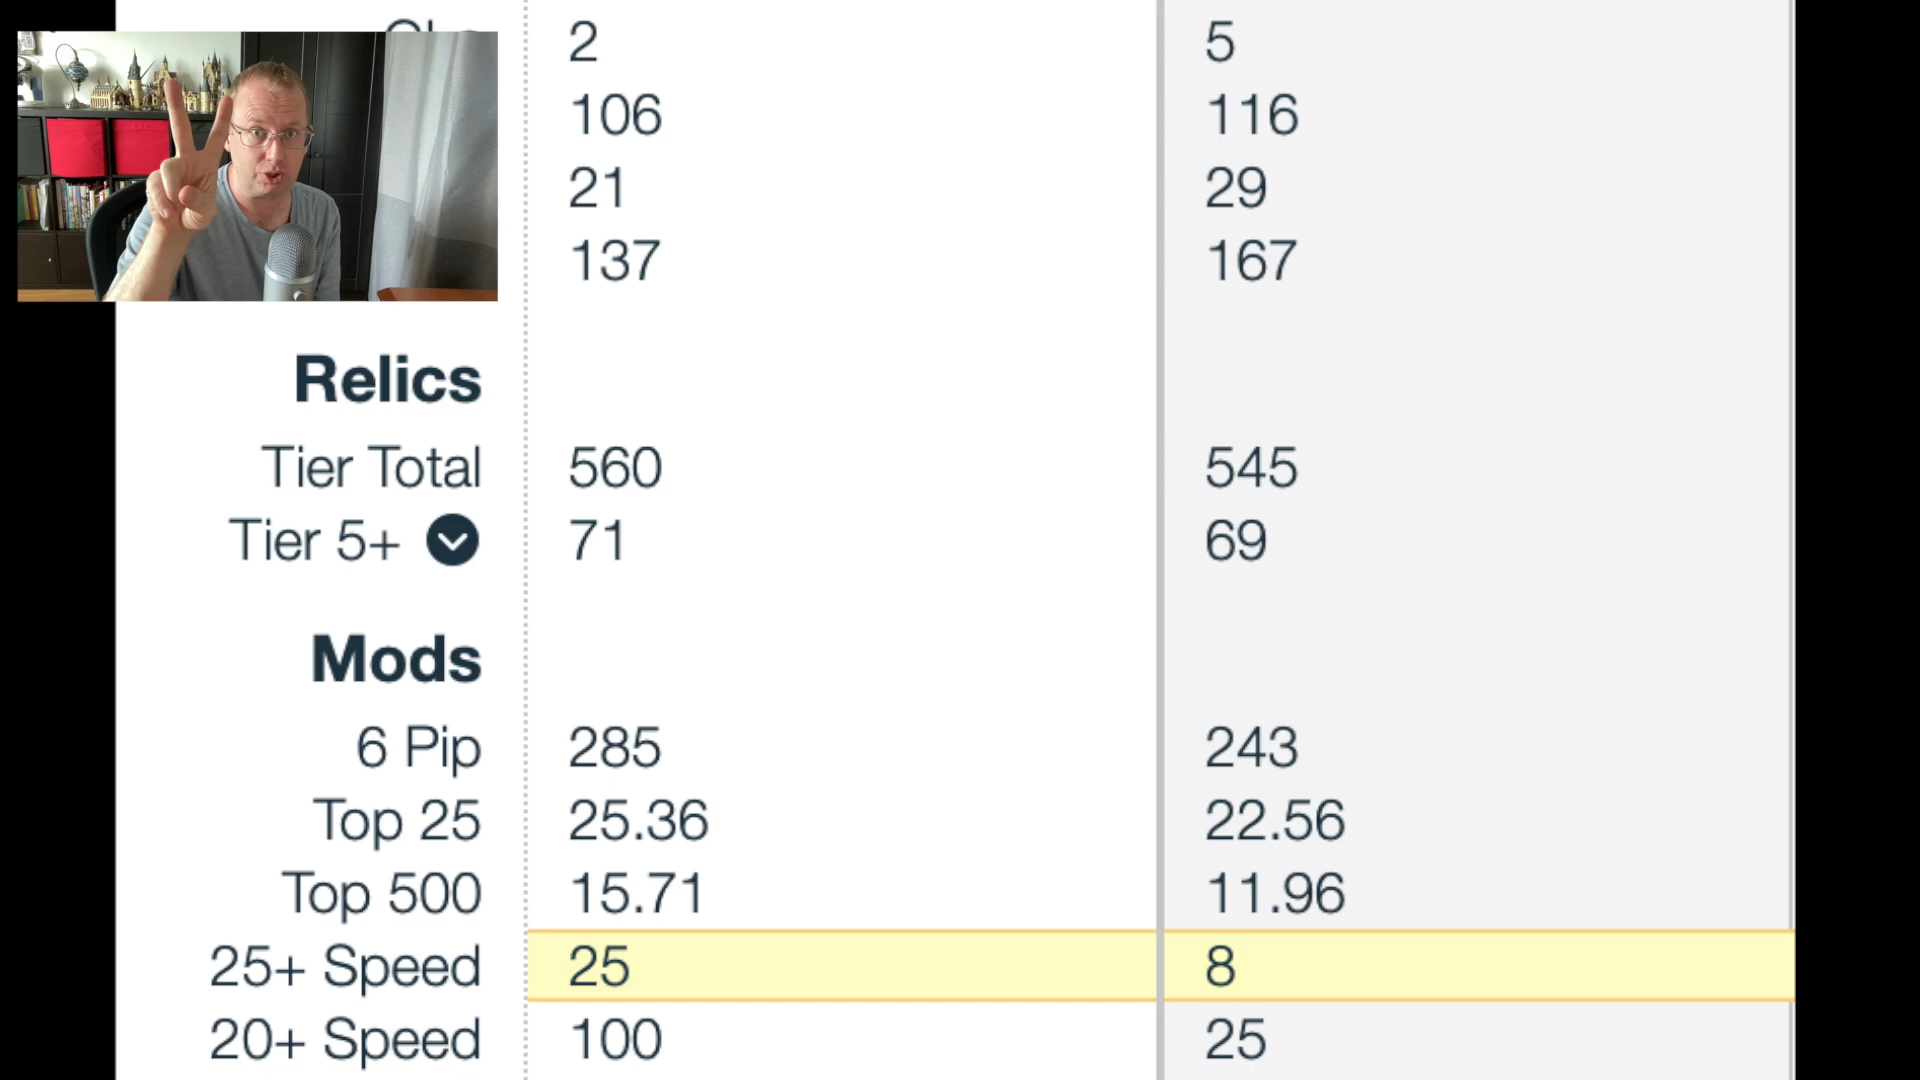 2 5
106 116
21 29
137 167
Relics
Tier Total 560 545
Tier 5+ 71 69
Mods
6 Pip 285 243
Top 25 25.36 22.56
Top 500 15.71 11.96
25+ Speed 25 8
20+ Speed 100 25